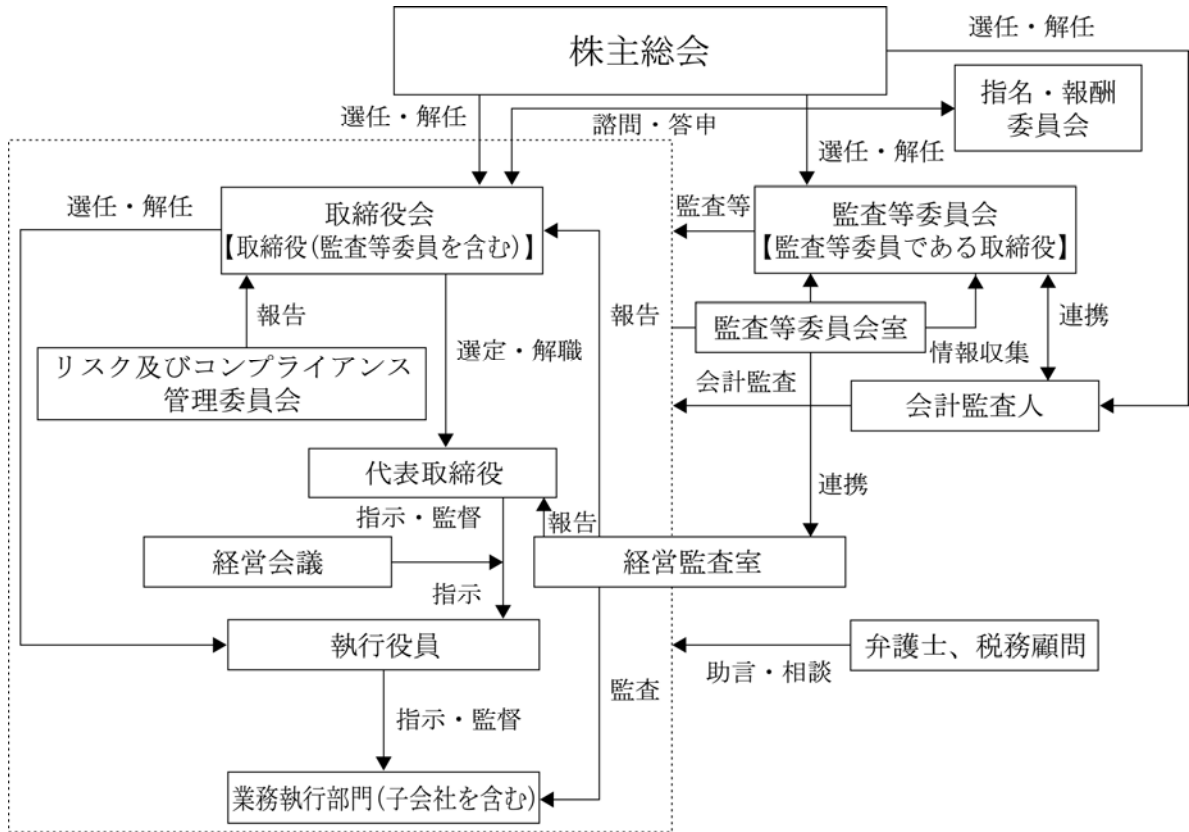 株主総会
選任・解任
指名・報酬
委員会
選任・解任
諮問・答申
選任・解任
選任・解任
取締役会
【取締役(監査等委員を含む)】
監査等
監査等委員会
【監査等委員である取締役】
報告
報告
監査等委員会室
連携
リスク及びコンプライアンス
管理委員会
選定・解職
情報収集
会計監査
会計監査人
代表取締役
連携
指示・監督
報告
経営会議
経営監査室
指示
執行役員
弁護士、税務顧問
助言・相談
監査
指示・監督
業務執行部門(子会社を含む)